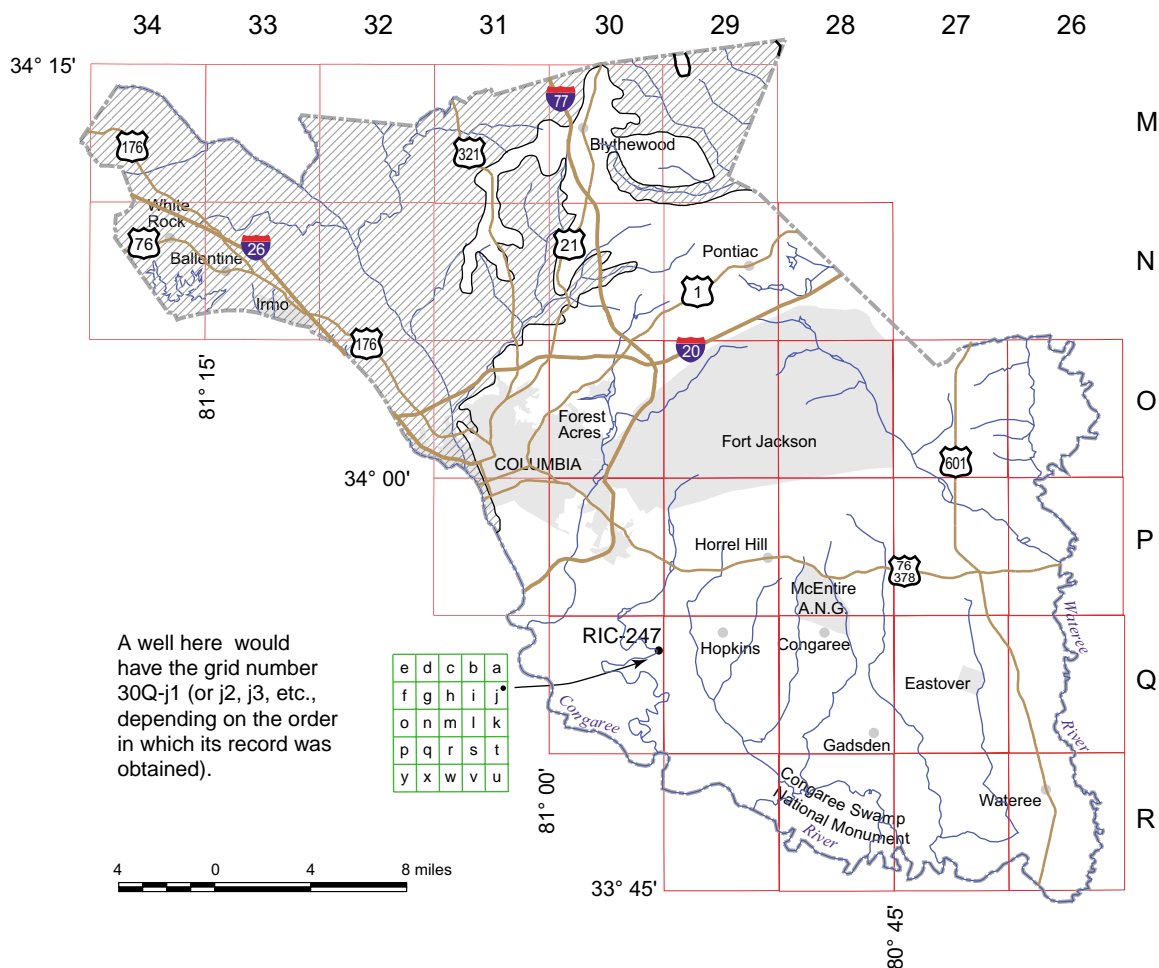 34 33 32 31 30 29 28 27 26
34° 15'
M
77
176
321
Blythewood
White
Rock
76
26
21
Pontiac
N
Ballentine
1
Irmo
176
20
81° 15'
O
Forest
Acres
Fort Jackson
COLUMBIA
601
34° 00'
P
Horrel Hill
76
378
McEntire
A.N.G.
Wateree
River
A well here would
have the grid number
30Q-j1 (or j2, j3, etc.,
depending on the order
in which its record was
obtained).
RIC-247
Hopkins
Congaree
e d c b a
f g h i j
o n m l k
p q r s t
y x w v u
Eastover
Q
Congaree
River
Gadsden
81° 00'
Congaree Swamp
National Monument
Wateree
R
4 0 4 8 miles
33° 45'
80° 45'